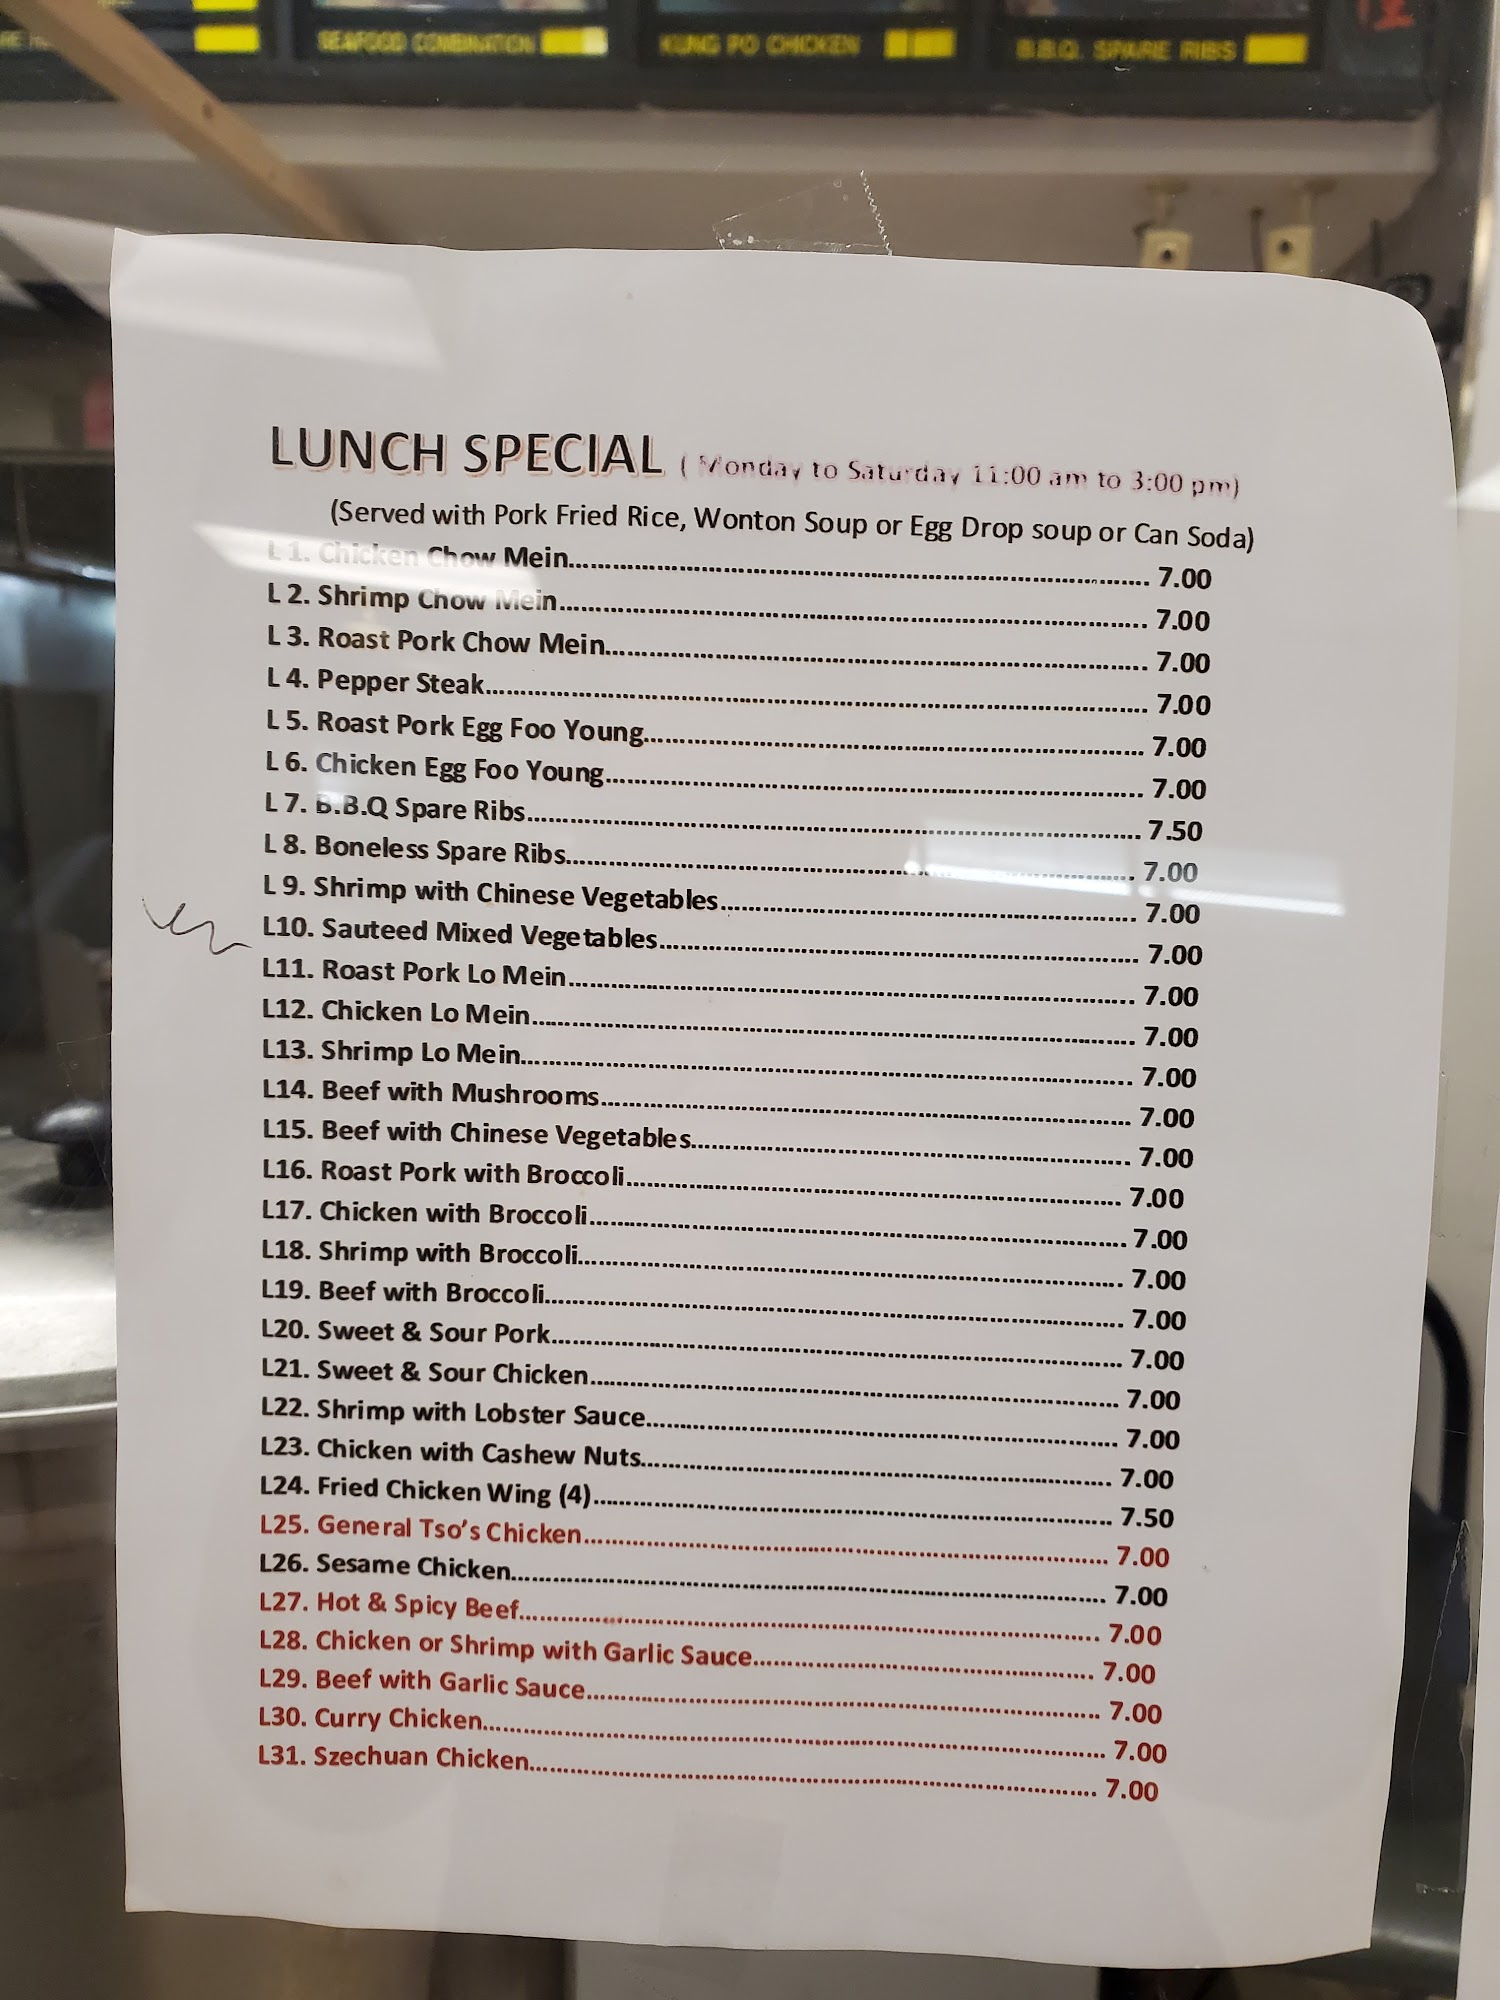 SEAFOOD COMBINATION
KUNG PO CHICKEN
B.B.Q. SPARE RIBS
LUNCH SPECIAL ( Monday to Saturday 11:00 am to 3:00 pm)
(Served with Pork Fried Rice, Wonton Soup or Egg Drop soup or Can Soda)
L 1. Chicken Chow Mein 7.00
L 2. Shrimp Chow Mein 7.00
L 3. Roast Pork Chow Mein 7.00
L 4. Pepper Steak 7.00
L 5. Roast Pork Egg Foo Young 7.00
L 6. Chicken Egg Foo Young 7.00
L 7. B.B.Q Spare Ribs 7.50
L 8. Boneless Spare Ribs 7.00
L 9. Shrimp with Chinese Vegetables 7.00
L10. Sauteed Mixed Vegetables 7.00
L11. Roast Pork Lo Mein 7.00
L12. Chicken Lo Mein 7.00
L13. Shrimp Lo Mein 7.00
L14. Beef with Mushrooms 7.00
L15. Beef with Chinese Vegetables 7.00
L16. Roast Pork with Broccoli 7.00
L17. Chicken with Broccoli 7.00
L18. Shrimp with Broccoli 7.00
L19. Beef with Broccoli 7.00
L20. Sweet & Sour Pork 7.00
L21. Sweet & Sour Chicken 7.00
L22. Shrimp with Lobster Sauce 7.00
L23. Chicken with Cashew Nuts 7.00
L24. Fried Chicken Wing (4) 7.50
L25. General Tso's Chicken 7.00
L26. Sesame Chicken 7.00
L27. Hot & Spicy Beef 7.00
L28. Chicken or Shrimp with Garlic Sauce 7.00
L29. Beef with Garlic Sauce 7.00
L30. Curry Chicken 7.00
L31. Szechuan Chicken 7.00